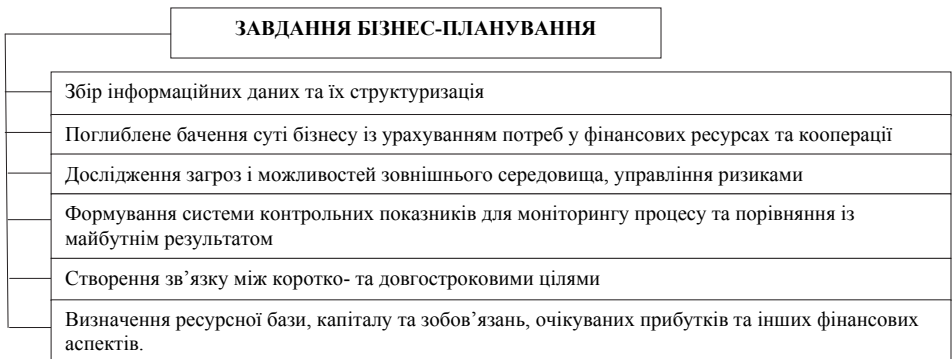 ЗАВДАННЯ БІЗНЕС-ПЛАНУВАННЯ
Збір інформаційних даних та їх структуризація
Поглиблене бачення суті бізнесу із урахуванням потреб у фінансових ресурсах та кооперації
Дослідження загроз і можливостей зовнішнього середовища, управління ризиками
Формування системи контрольних показників для моніторингу процесу та порівняння із
майбутнім результатом
Створення зв’язку між коротко- та довгостроковими цілями
Визначення ресурсної бази, капіталу та зобов’язань, очікуваних прибутків та інших фінансових
аспектів.